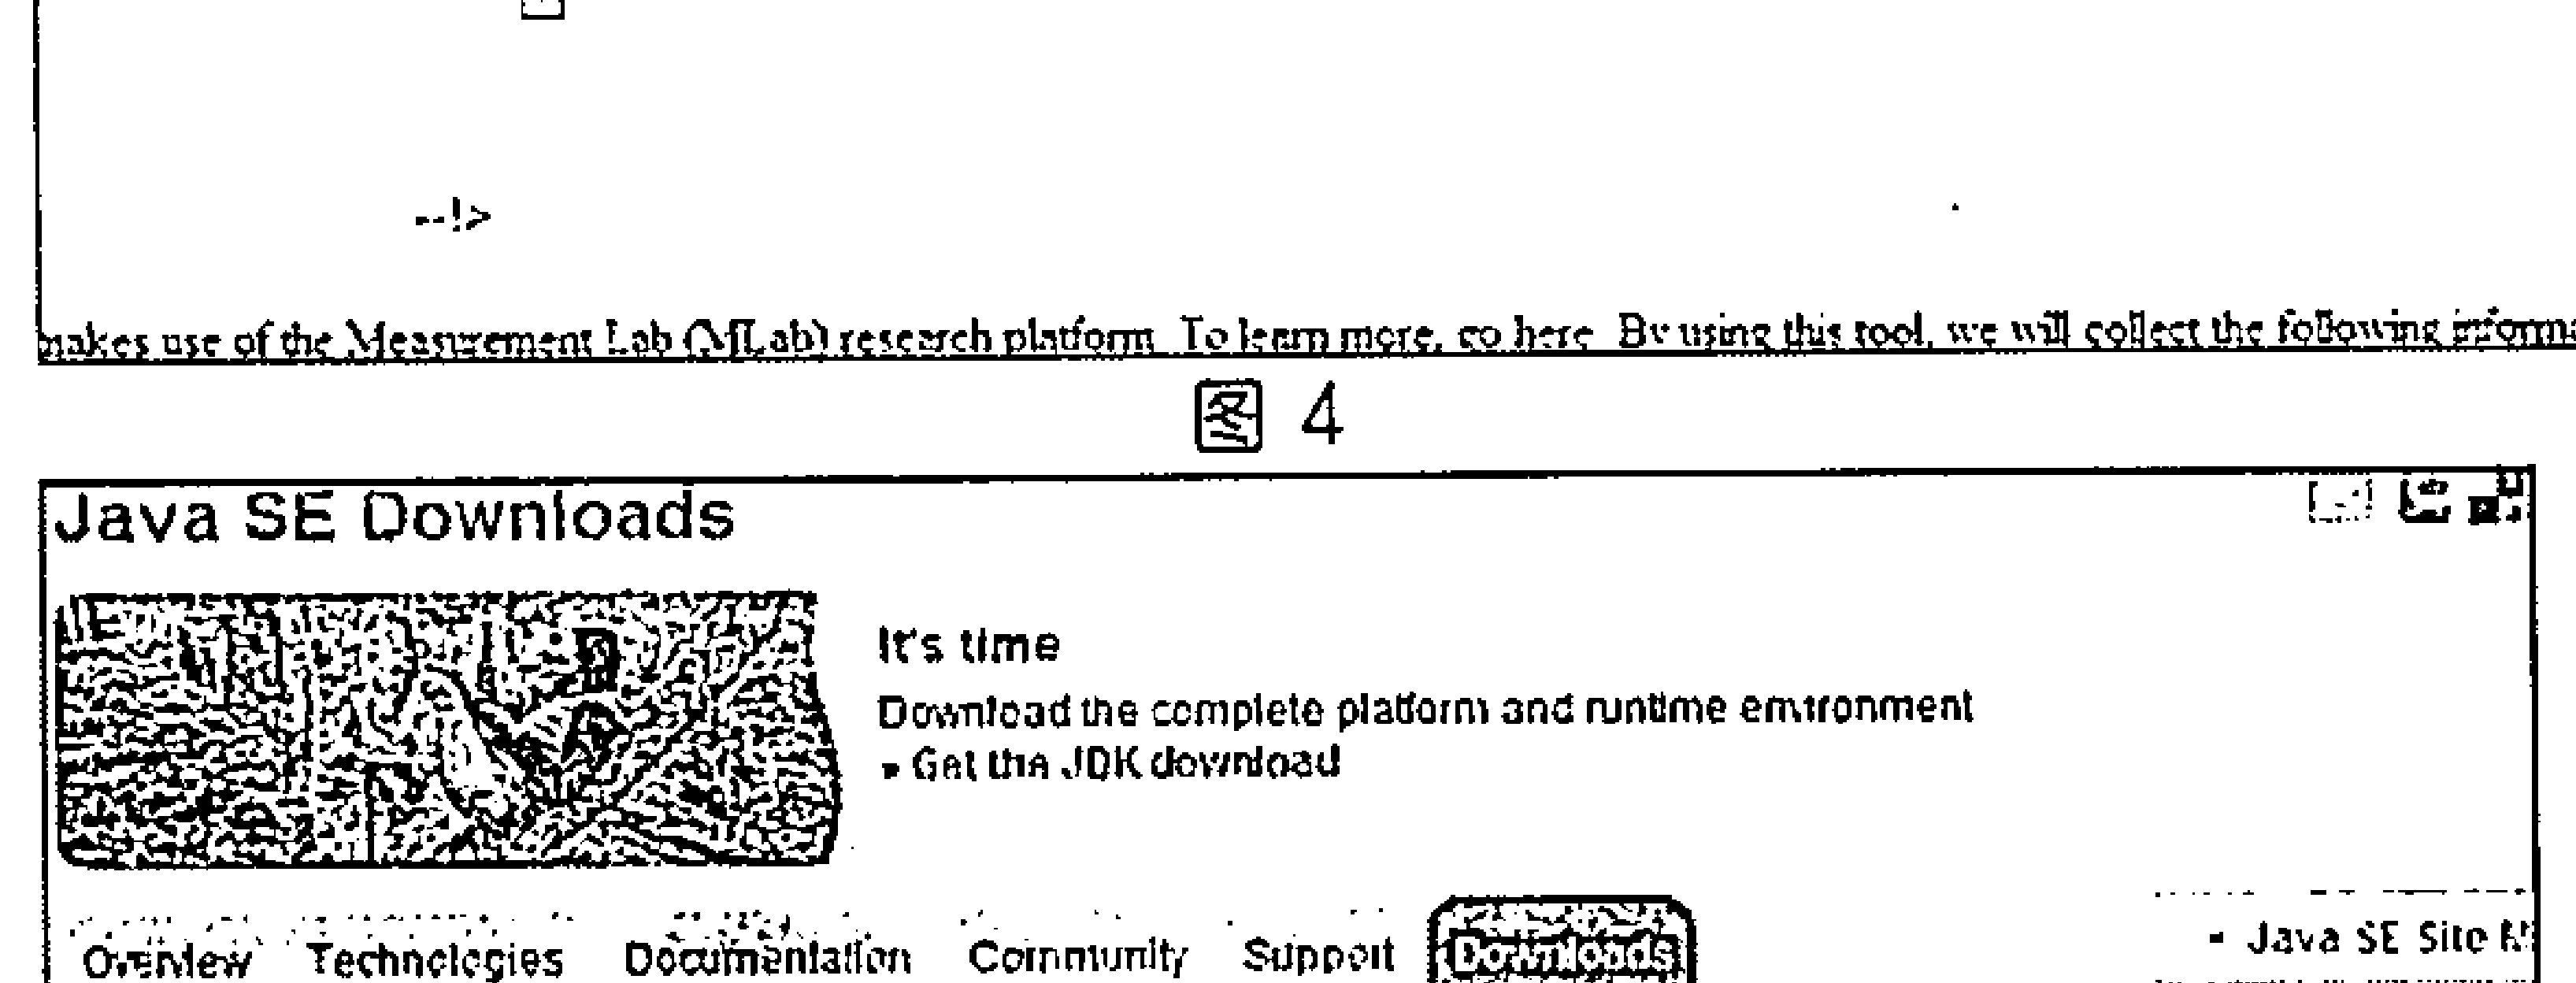 --!>
makes use of the Measurement Lab (MLab) research platform. To learn more, go here. By using this tool, we will collect the following informa
图 4
Java SE Downloads
It's time
Download the complete platform and runtime environment
Get the JDK download
Overview Technologies Documentation Community Support Downloads
- Java SE Site